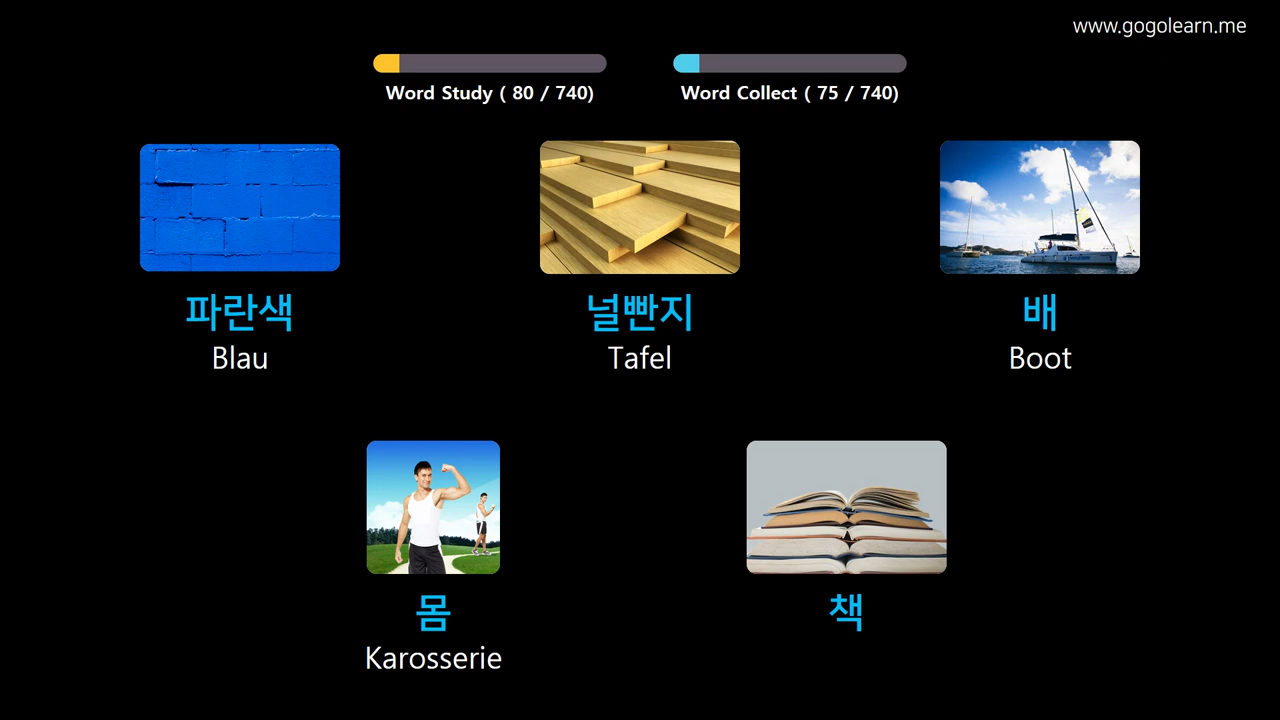 www.gogolearn.me
Word Study ( 80 / 740)
Word Collect ( 75 / 740)
파란색
Blau
널빤지
Tafel
배
Boot
몸
Karosserie
책